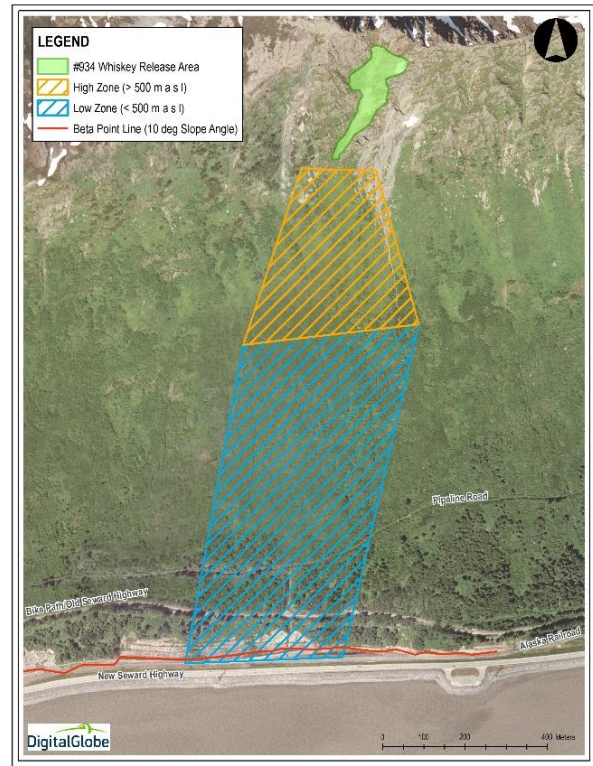 LEGEND
#934 Whiskey Release Area
High Zone (> 500 m a s l)
Low Zone (< 500 m a s l)
Beta Point Line (10 deg Slope Angle)
Pipeline Road
Bike Path/Old Seward Highway
Alaska Railroad
New Seward Highway
DigitalGlobe
0 100 200 400 Meters